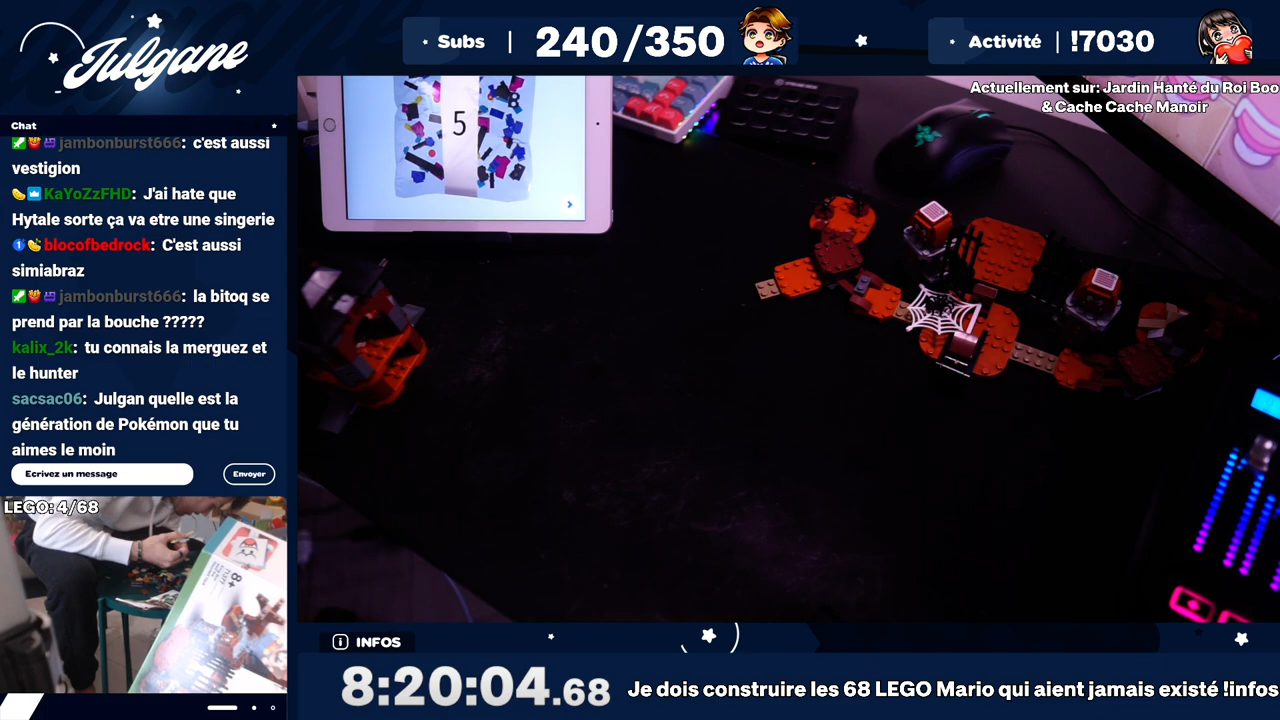 Julgane
Subs | 240/350
Activité | !7030
Chat
jambonburst666: c'est aussi
vestigion
KaYoZzFHD: J'ai hate que
Hytale sorte ça va etre une singerie
blocofbedrock: C'est aussi
simiabraz
jambonburst666: la bitoq se
prend par la bouche ?????
kalix_2k: tu connais la merguez et
le hunter
sacsac06: Julgan quelle est la
génération de Pokémon que tu
aimes le moin
Ecrivez un message
Envoyer
5
Actuellement sur: Jardin Hanté du Roi Boo
& Cache Cache Manoir
LEGO: 4/68
8+
71377
INFOS
8:20:04.68
Je dois construire les 68 LEGO Mario qui aient jamais existé !infos